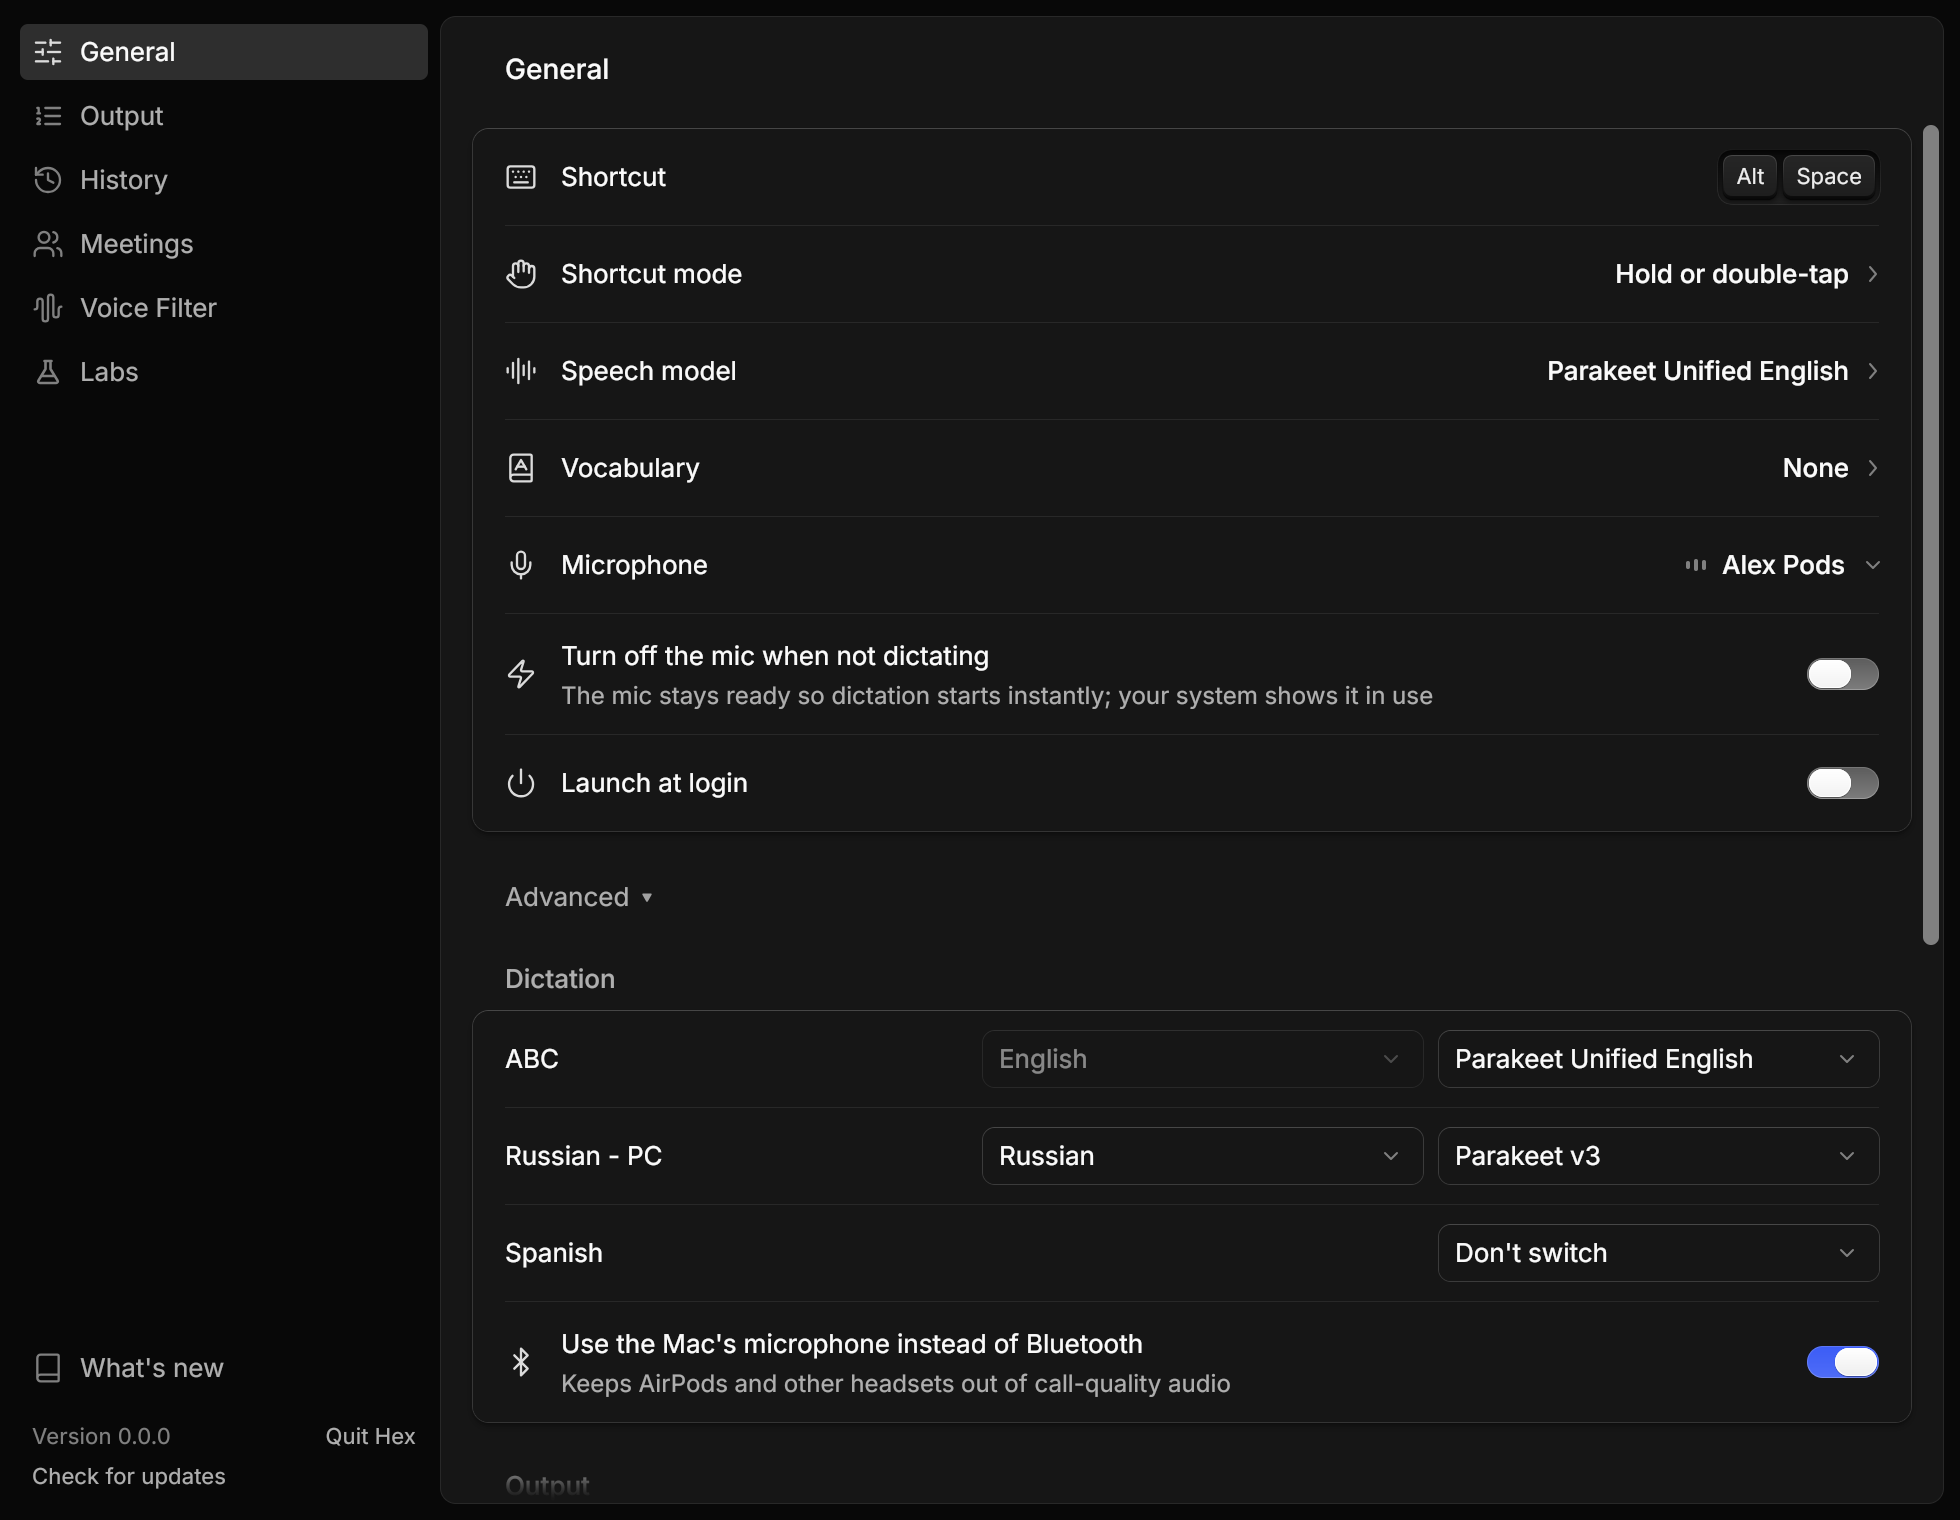 General
Output
History
Meetings
Voice Filter
Labs
What's new
Version 0.0.0
Quit Hex
Check for updates
General
Shortcut
Alt Space
Shortcut mode
Hold or double-tap
Speech model
Parakeet Unified English
Vocabulary
None
Microphone
Alex Pods
Turn off the mic when not dictating
The mic stays ready so dictation starts instantly; your system shows it in use
Launch at login
Advanced
Dictation
ABC
English
Parakeet Unified English
Russian - PC
Russian
Parakeet v3
Spanish
Don't switch
Use the Mac's microphone instead of Bluetooth
Keeps AirPods and other headsets out of call-quality audio
Output